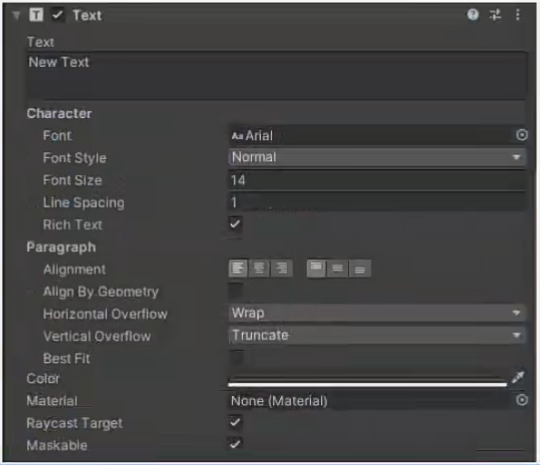 Text
Text
New Text
Character
Font Aa Arial
Font Style Normal
Font Size 14
Line Spacing 1
Rich Text
Paragraph
Alignment
Align By Geometry
Horizontal Overflow Wrap
Vertical Overflow Truncate
Best Fit
Color
Material None (Material)
Raycast Target
Maskable